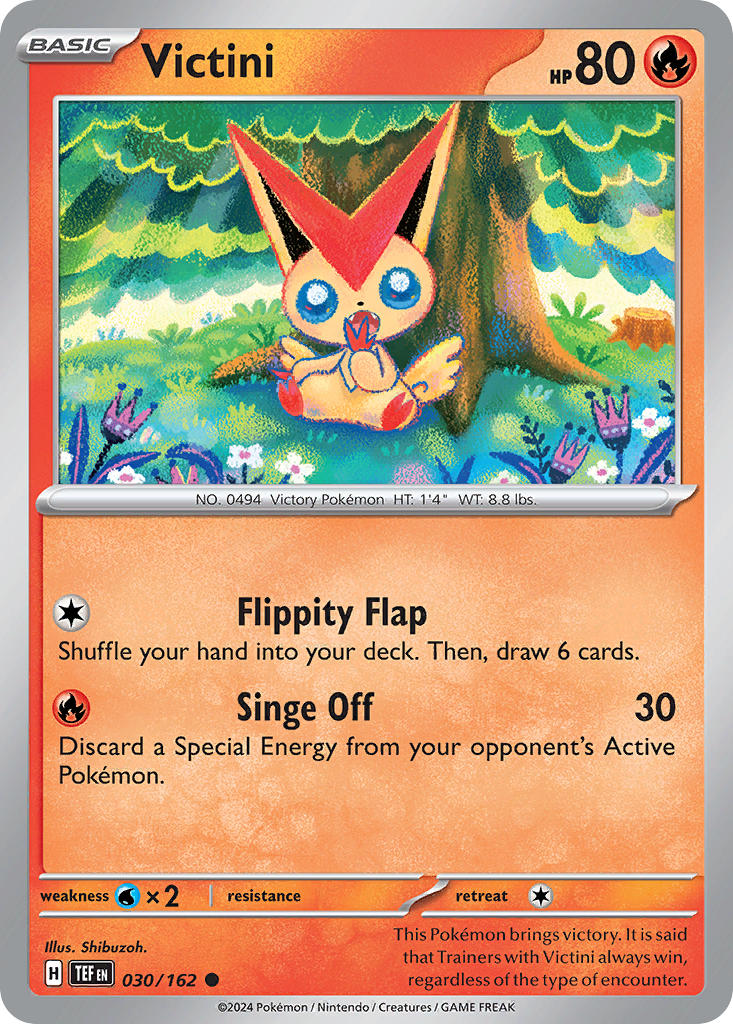 BASIC Victini HP 80
NO. 0494 Victory Pokémon HT: 1'4" WT: 8.8 lbs.
Flippity Flap
Shuffle your hand into your deck. Then, draw 6 cards.
Singe Off 30
Discard a Special Energy from your opponent's Active
Pokémon.
weakness ×2 resistance retreat
Illus. Shibuzoh.
H TEF EN 030/162
This Pokémon brings victory. It is said
that Trainers with Victini always win,
regardless of the type of encounter.
©2024 Pokémon / Nintendo / Creatures / GAME FREAK